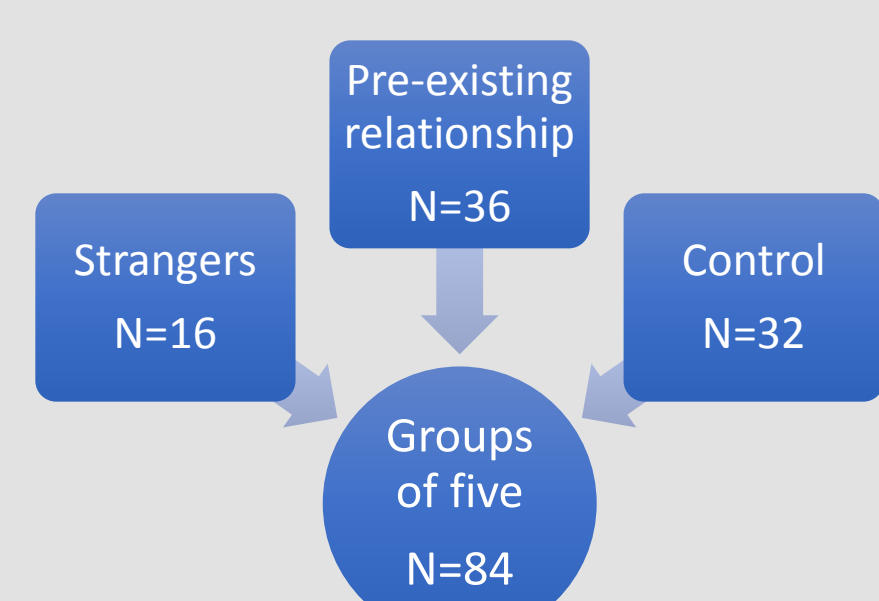 Pre-existing
relationship
N=36
Strangers
N=16
Control
N=32
Groups
of five
N=84